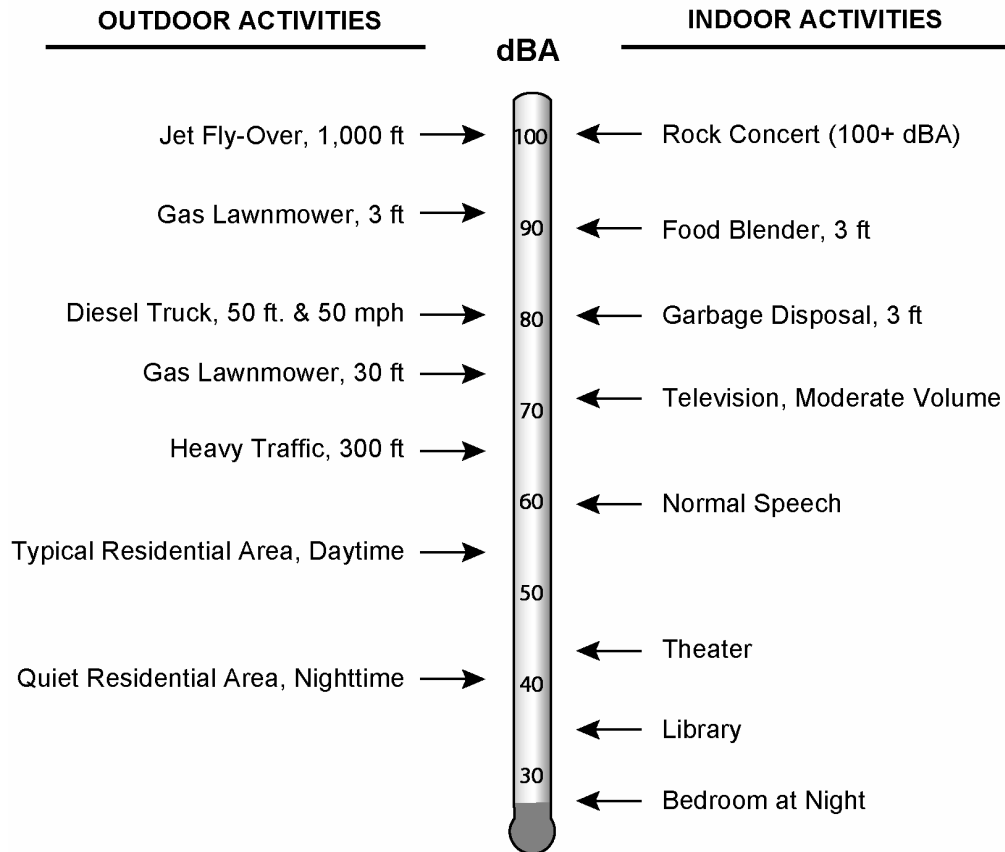 OUTDOOR ACTIVITIES
INDOOR ACTIVITIES
dBA
Jet Fly-Over, 1,000 ft
100
Rock Concert (100+ dBA)
Gas Lawnmower, 3 ft
90
Food Blender, 3 ft
Diesel Truck, 50 ft. & 50 mph
80
Garbage Disposal, 3 ft
Gas Lawnmower, 30 ft
70
Television, Moderate Volume
Heavy Traffic, 300 ft
60
Normal Speech
Typical Residential Area, Daytime
50
Theater
Quiet Residential Area, Nighttime
40
Library
30
Bedroom at Night